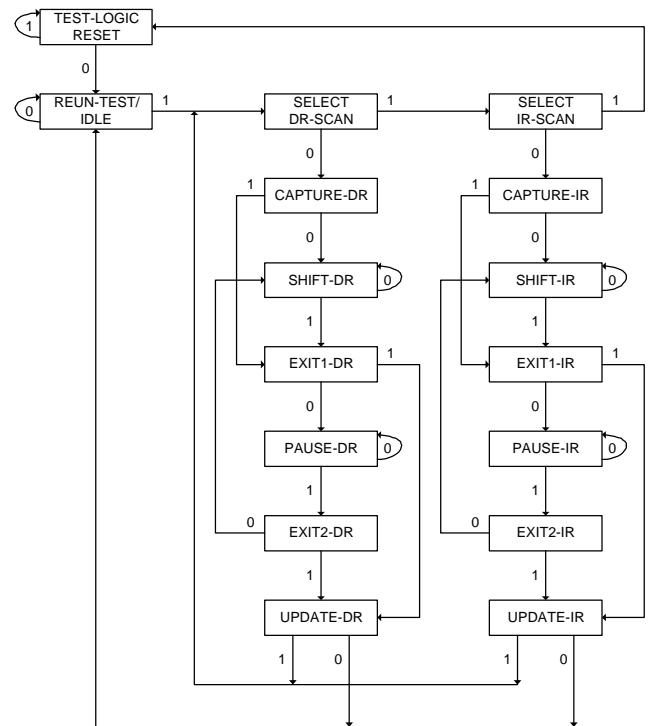 TEST-LOGIC
RESET
1
0
REUN-TEST/
IDLE
0
1
SELECT
DR-SCAN
1
SELECT
IR-SCAN
1
0
0
1
CAPTURE-DR
1
CAPTURE-IR
0
0
SHIFT-DR
0
SHIFT-IR
0
1
1
EXIT1-DR
1
EXIT1-IR
1
0
0
PAUSE-DR
0
PAUSE-IR
0
1
1
0
EXIT2-DR
0
EXIT2-IR
1
1
UPDATE-DR
UPDATE-IR
1
0
1
0